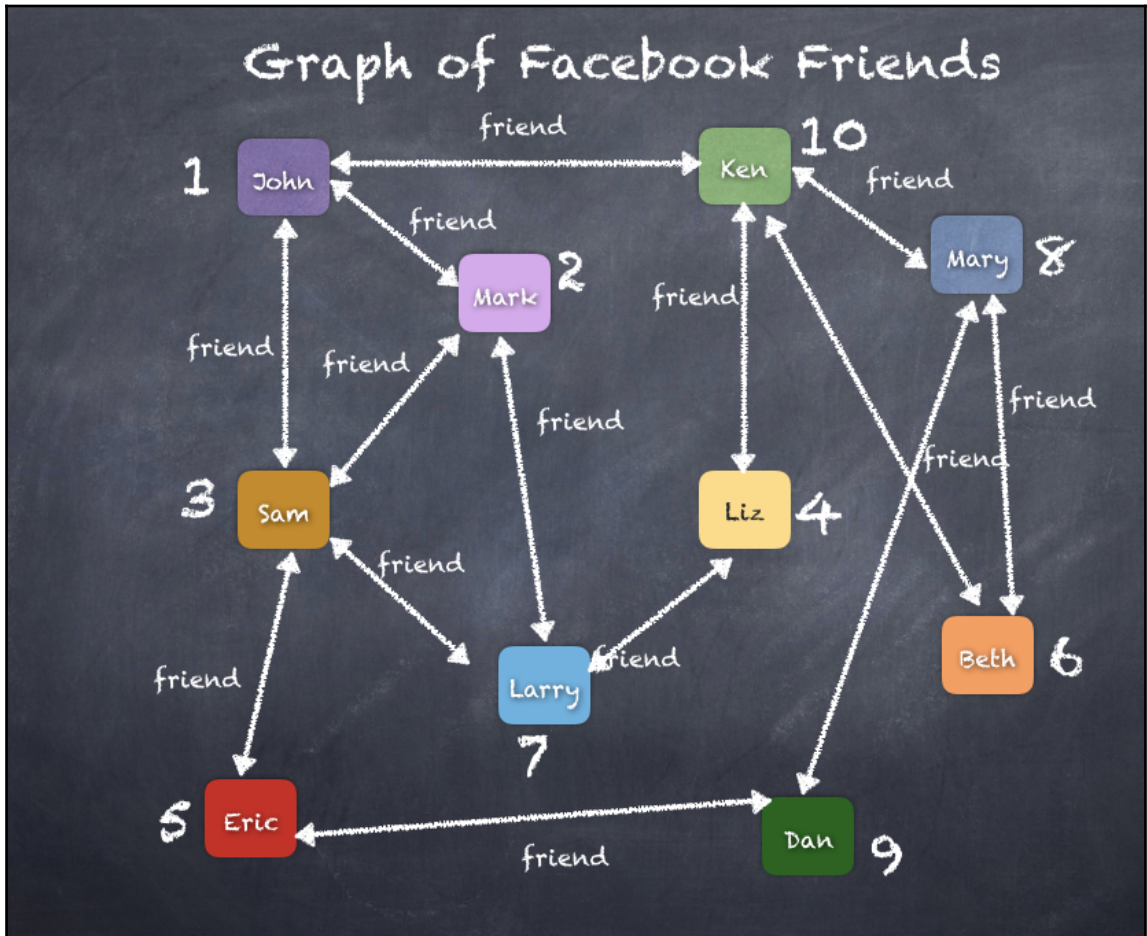 Graph of Facebook Friends
friend
10
1
John
Ken
friend
friend
Mark
2
Mary
8
friend
friend
friend
friend
friend
friend
3
Sam
Liz
4
friend
friend
friend
Larry
Beth
6
friend
7
5
Eric
Dan
9
friend